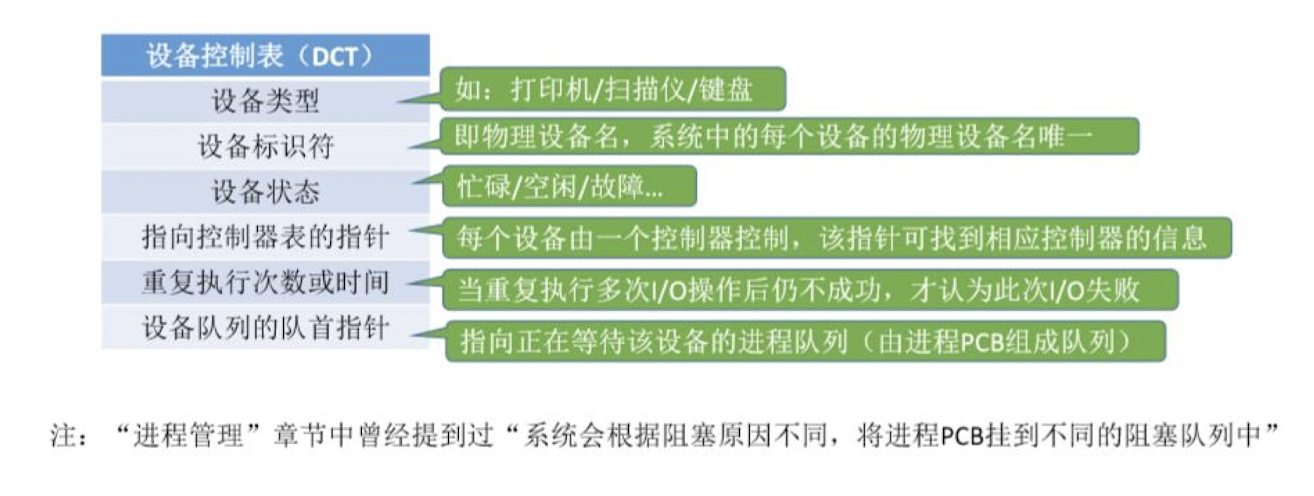 设备控制表（DCT）
设备类型
如：打印机/扫描仪/键盘
设备标识符
即物理设备名，系统中的每个设备的物理设备名唯一
设备状态
忙碌/空闲/故障...
指向控制器表的指针
每个设备由一个控制器控制，该指针可找到相应控制器的信息
重复执行次数或时间
当重复执行多次I/O操作后仍不成功，才认为此次I/O失败
设备队列的队首指针
指向正在等待该设备的进程队列（由进程PCB组成队列）
注：“进程管理”章节中曾经提到过“系统会根据阻塞原因不同，将进程PCB挂到不同的阻塞队列中”